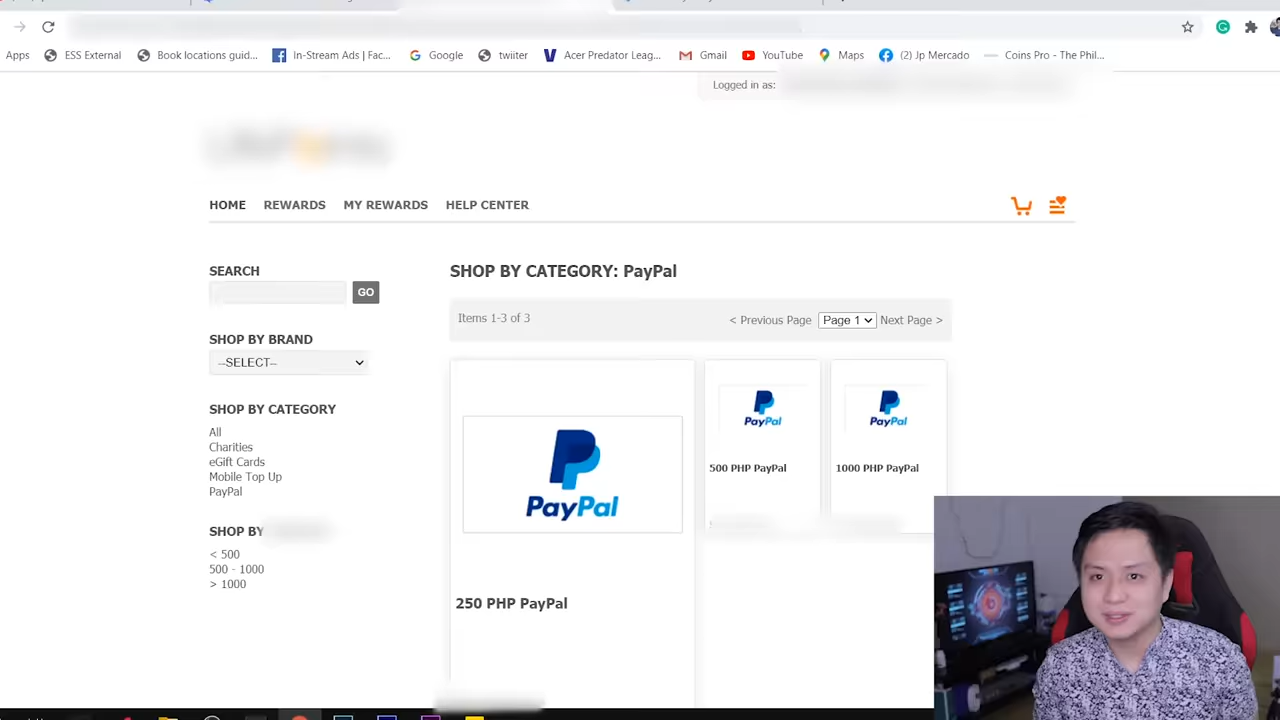 Apps ESS External Book locations guid... In-Stream Ads | Fac... Google twiiter Acer Predator Leag... Gmail YouTube Maps (2) Jp Mercado Coins Pro - The Phil...
Logged in as:
HOME REWARDS MY REWARDS HELP CENTER
SEARCH
GO
SHOP BY BRAND
--SELECT--
SHOP BY CATEGORY
All
Charities
eGift Cards
Mobile Top Up
PayPal
SHOP BY
< 500
500 - 1000
> 1000
SHOP BY CATEGORY: PayPal
Items 1-3 of 3
< Previous Page Page 1 Next Page >
PayPal
250 PHP PayPal
PayPal
500 PHP PayPal
PayPal
1000 PHP PayPal